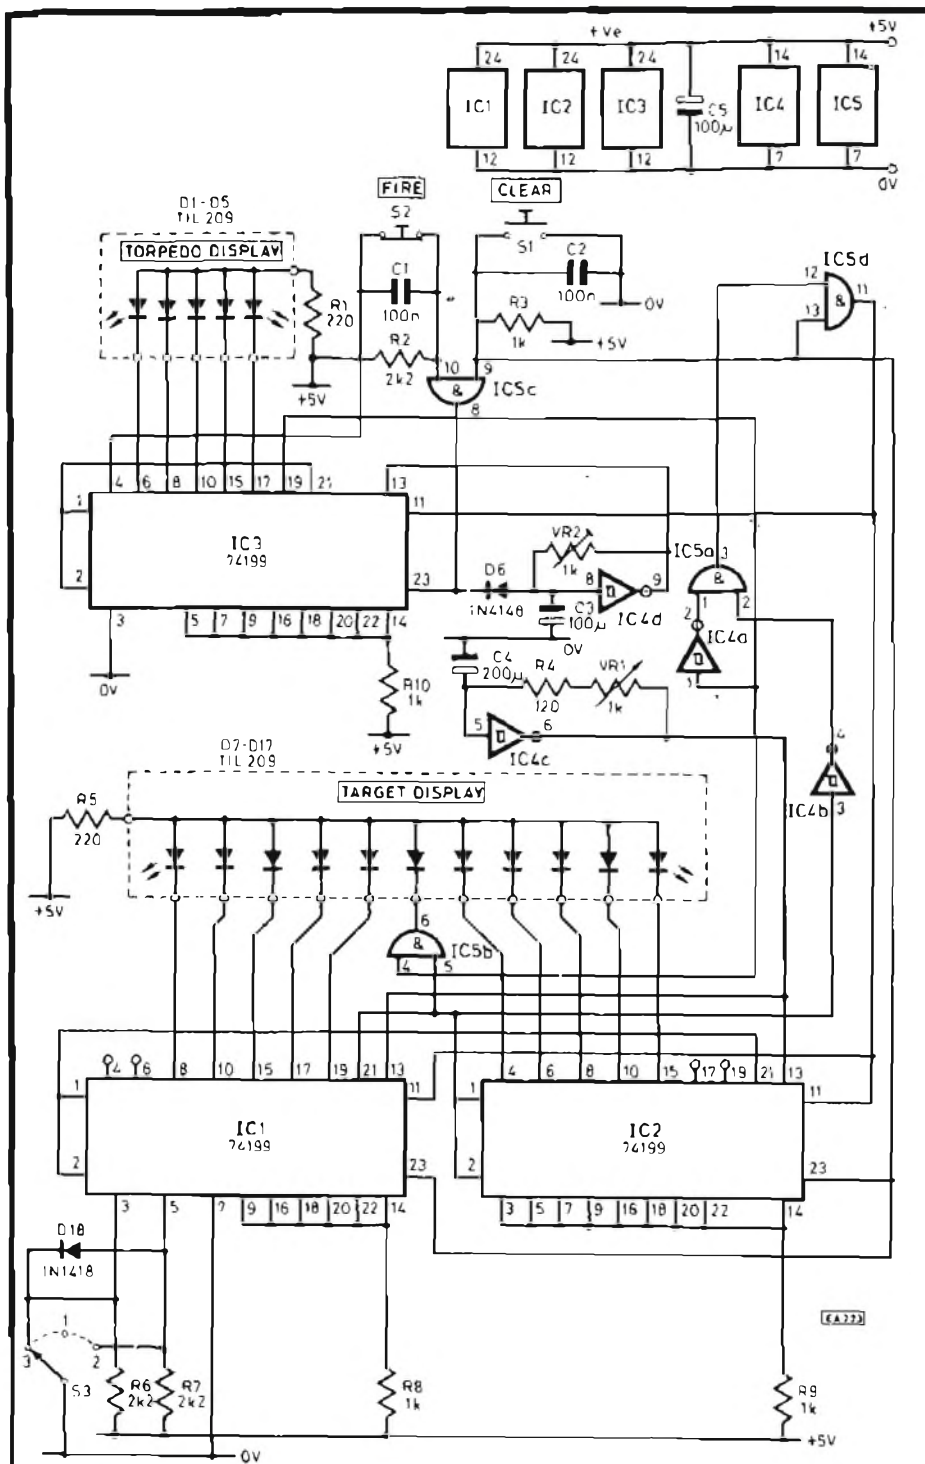 +ve
+5V
24 24 24 14 14
IC1 IC2 IC3 C5 100µ IC4 IC5
12 12 12 7 7
0V
FIRE
S2
CLEAR
S1
D1-D5
TIL 209
TORPEDO DISPLAY
C1
100n
C2
100n
0V
IC5d
12
13
&
11
R1
220
R2
2k2
R3
1k
+5V
+5V
10 9
&
IC5c
8
4 6 8 10 15 17 19 21 13
1
11
IC3
74199
2
23
3 5 7 9 16 18 20 22 14
0V
R10
1k
+5V
VR2
1k
D6
1N4148
8
9
IC4d
C3
100µ
0V
IC5a
3
&
1 2
2
IC4a
1
C4
200µ
R4
120
VR1
1k
5
6
IC4c
4
IC4b
3
D7-D17
TIL 209
TARGET DISPLAY
R5
220
+5V
6
&
IC5b
4 5
4 6 8 10 15 17 19 21 13
1
11
IC1
74199
2
23
3 5 7 9 16 18 20 22 14
4 6 8 10 15 17 19 21 13
1
11
IC2
74199
2
23
3 5 7 9 16 18 20 22 14
D18
1N1418
1
3
2
S3
R6
2k2
R7
2k2
R8
1k
R9
1k
EA223
0V
+5V